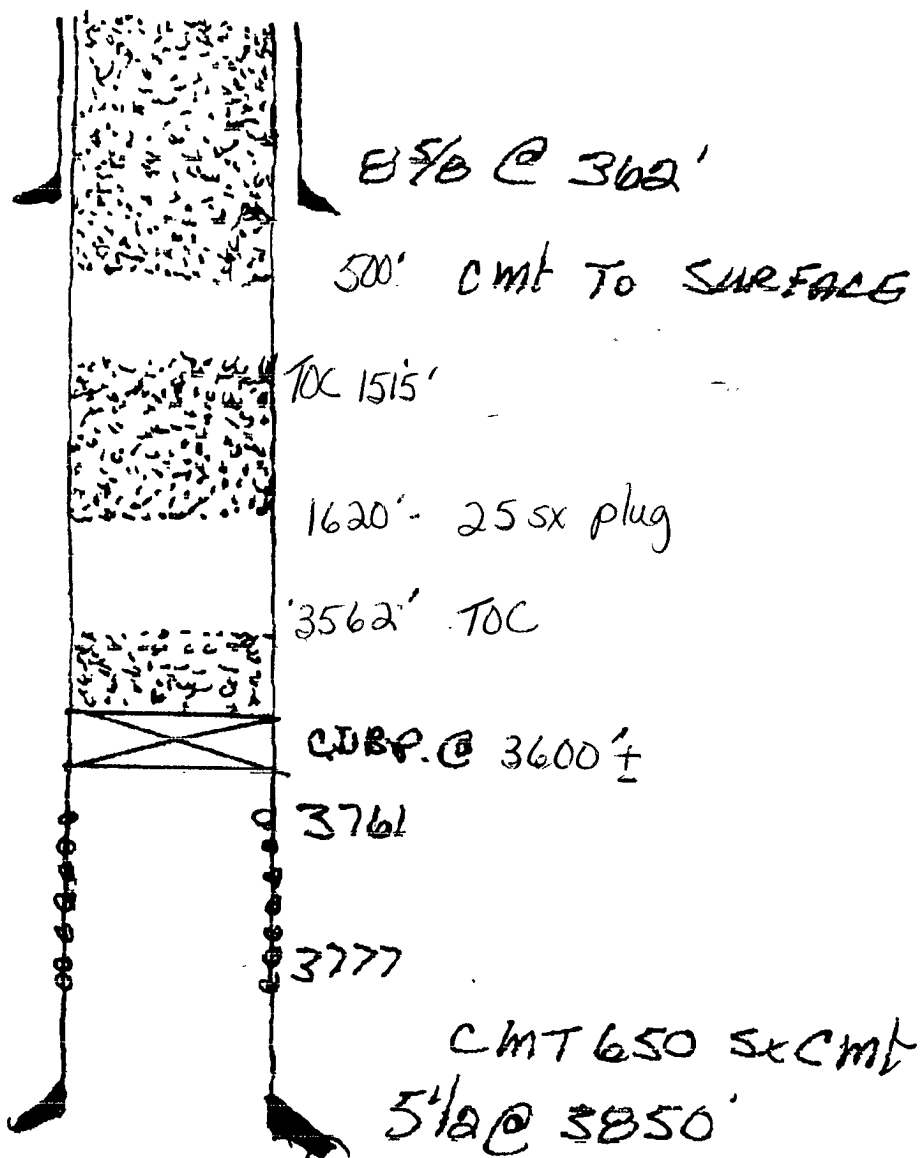 8 5/8 @ 362'
500' cmt To SURFACE
TOC 1515'
1620' - 25 sx plug
3562' TOC
CIBP. @ 3600' ±
3761
3777
CMT 650 Sx Cmt
5 1/2 @ 3850'